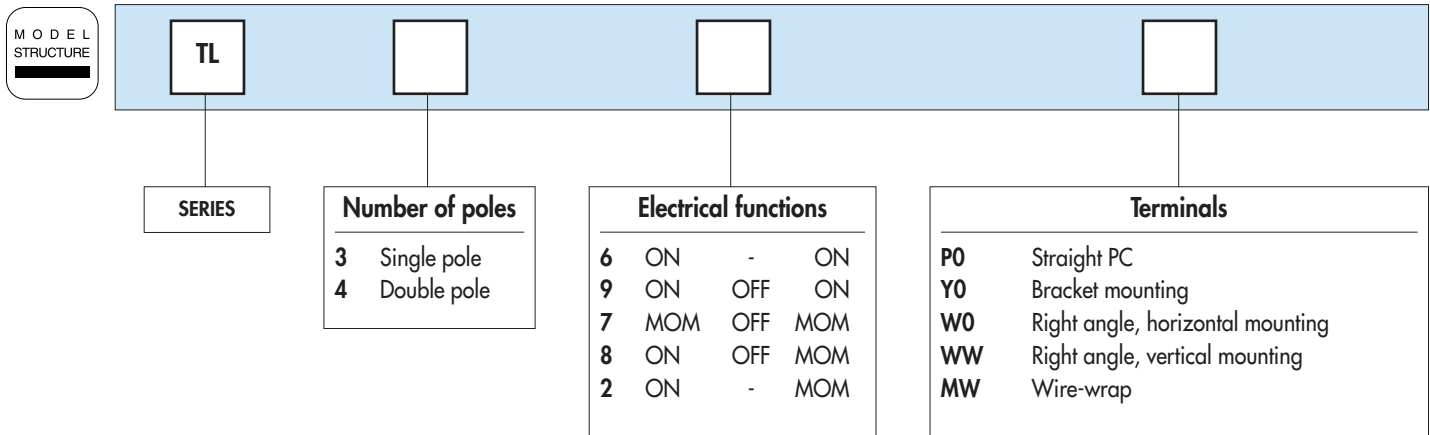 M O D E L
STRUCTURE
TL
SERIES
Number of poles
3 Single pole
4 Double pole
Electrical functions
6 ON - ON
9 ON OFF ON
7 MOM OFF MOM
8 ON OFF MOM
2 ON - MOM
Terminals
P0 Straight PC
Y0 Bracket mounting
W0 Right angle, horizontal mounting
WW Right angle, vertical mounting
MW Wire-wrap